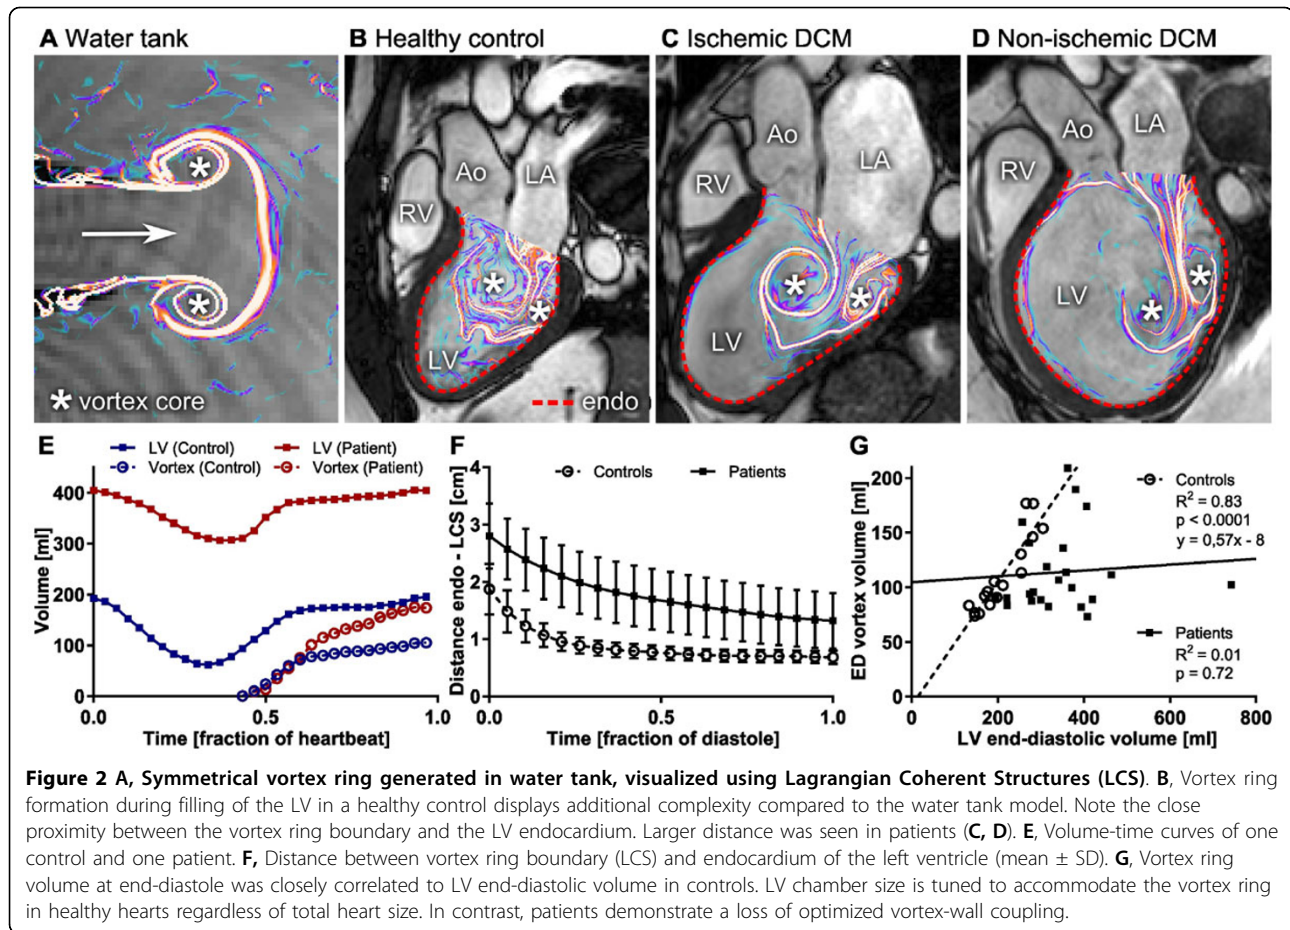 A Water tank
B Healthy control
C Ischemic DCM
D Non-ischemic DCM
* vortex core
RV
Ao
LA
LV
endo
RV
Ao
LA
LV
RV
Ao
LA
LV
E
LV (Control)
LV (Patient)
Vortex (Control)
Vortex (Patient)
Volume [ml]
400
300
200
100
0
0.0
0.5
1.0
Time [fraction of heartbeat]
F
Controls
Patients
Distance endo - LCS [cm]
4
3
2
1
0
0.0
0.5
1.0
Time [fraction of diastole]
G
ED vortex volume [ml]
200
150
100
50
0
Controls
R² = 0.83
p < 0.0001
y = 0,57x - 8
Patients
R² = 0.01
p = 0.72
0
200
400
600
800
LV end-diastolic volume [ml]
Figure 2 A, Symmetrical vortex ring generated in water tank, visualized using Lagrangian Coherent Structures (LCS). B, Vortex ring
formation during filling of the LV in a healthy control displays additional complexity compared to the water tank model. Note the close
proximity between the vortex ring boundary and the LV endocardium. Larger distance was seen in patients (C, D). E, Volume-time curves of one
control and one patient. F, Distance between vortex ring boundary (LCS) and endocardium of the left ventricle (mean ± SD). G, Vortex ring
volume at end-diastole was closely correlated to LV end-diastolic volume in controls. LV chamber size is tuned to accommodate the vortex ring
in healthy hearts regardless of total heart size. In contrast, patients demonstrate a loss of optimized vortex-wall coupling.